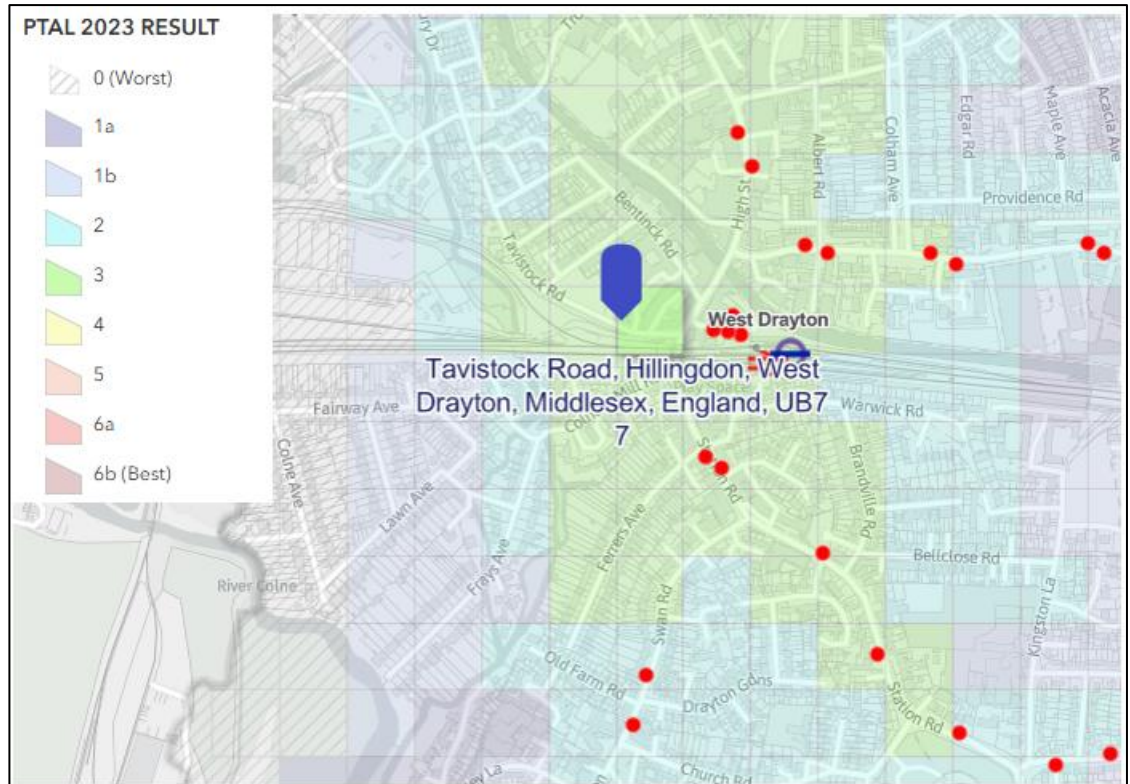 PTAL 2023 RESULT
0 (Worst)
1a
1b
2
3
4
5
6a
6b (Best)
High St
Albert Rd
Colham Ave
Edgar Rd
Maple Ave
Acacia Ave
Providence Rd
Bentinck Rd
Tavistock Rd
West Drayton
Tavistock Road, Hillingdon, West
Drayton, Middlesex, England, UB7
7
Warwick Rd
Fairway Ave
Colne Ave
Lawn Ave
Frays Ave
Ferrers Ave
Brandville Rd
Bellclose Rd
River Colne
Swan Rd
Kingston La
Old Farm Rd
Drayton Gdns
Station Rd
Church Rd